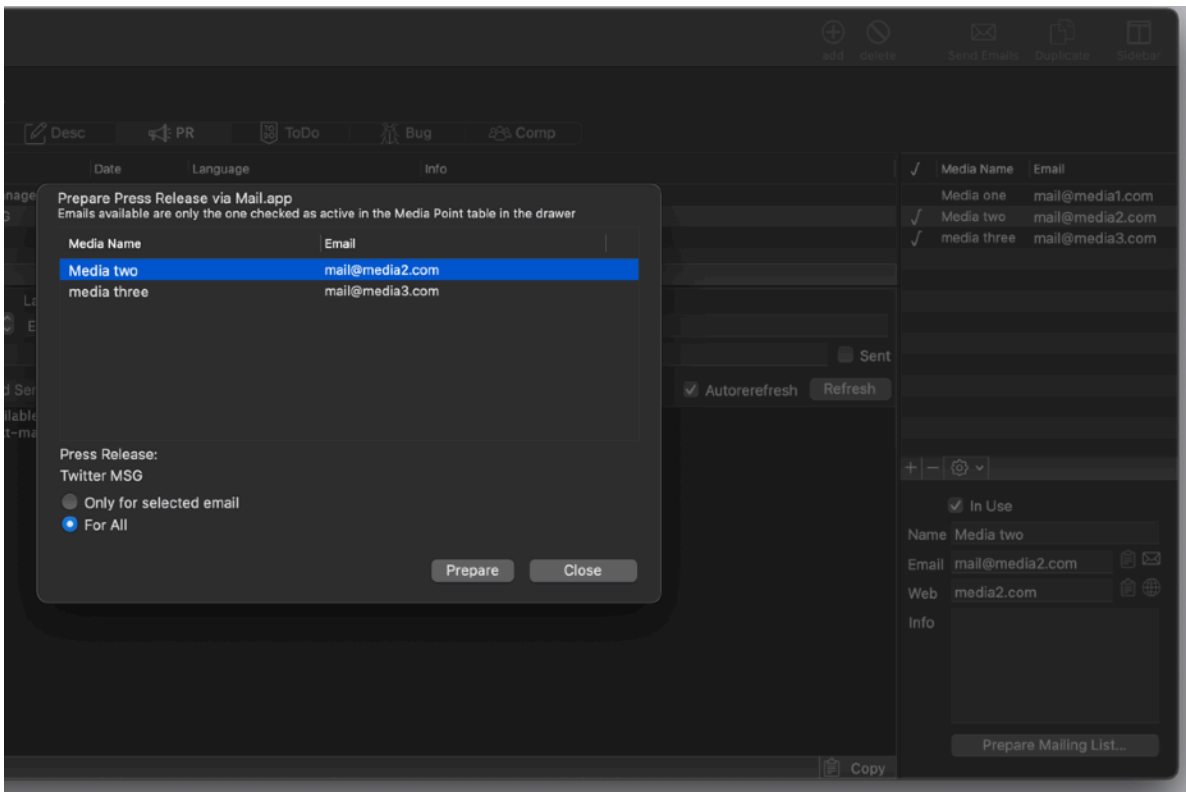 add delete Send Emails Duplicate Sidebar
Desc PR ToDo Bug Comp
Date Language Info
√ Media Name Email
Media one mail@media1.com
√ Media two mail@media2.com
√ media three mail@media3.com
Prepare Press Release via Mail.app
Emails available are only the one checked as active in the Media Point table in the drawer
Media Name Email
Media two mail@media2.com
media three mail@media3.com
Press Release:
Twitter MSG
Only for selected email
For All
Prepare Close
Sent
Autorerefresh Refresh
+ −
In Use
Name Media two
Email mail@media2.com
Web media2.com
Info
Prepare Mailing List...
Copy